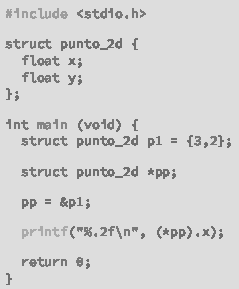 #include <stdio.h>
struct punto_2d {
float x;
float y;
};
int main (void) {
struct punto_2d p1 = {3,2};
struct punto_2d *pp;
pp = &p1;
printf("%.2f\n", (*pp).x);
return 0;
}